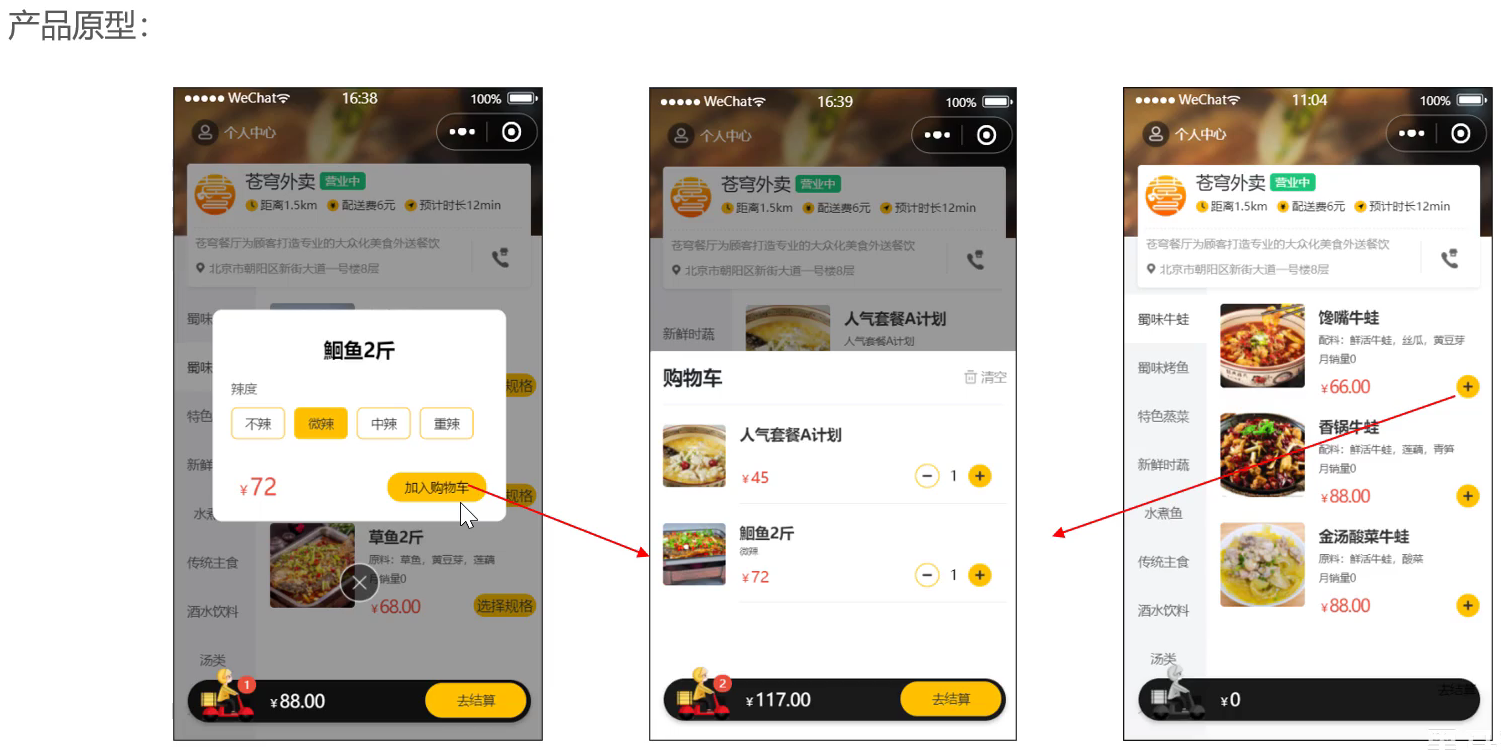 产品原型：
WeChat 16:38 100%
个人中心
苍穹外卖 营业中
距离1.5km 配送费6元 预计时长12min
苍穹餐厅为顾客打造专业的大众化美食外送餐饮
北京市朝阳区新街大道一号楼8层
蜀味
蜀味
特色
新鲜
水煮
传统主食
酒水饮料
汤类
鮰鱼2斤
辣度
不辣 微辣 中辣 重辣
¥72 加入购物车
规格
规格
草鱼2斤
原料：草鱼，黄豆芽，莲藕
月销量0
¥68.00 选择规格
1
¥88.00 去结算
WeChat 16:39 100%
个人中心
苍穹外卖 营业中
距离1.5km 配送费6元 预计时长12min
苍穹餐厅为顾客打造专业的大众化美食外送餐饮
北京市朝阳区新街大道一号楼8层
新鲜时蔬
人气套餐A计划
人气套餐A计划
购物车 清空
人气套餐A计划
¥45 − 1 +
鮰鱼2斤
微辣
¥72 − 1 +
2
¥117.00 去结算
WeChat 11:04 100%
个人中心
苍穹外卖 营业中
距离1.5km 配送费6元 预计时长12min
苍穹餐厅为顾客打造专业的大众化美食外送餐饮
北京市朝阳区新街大道一号楼8层
蜀味牛蛙
蜀味烤鱼
特色蒸菜
新鲜时蔬
水煮鱼
传统主食
酒水饮料
汤类
馋嘴牛蛙
配料：鲜活牛蛙，丝瓜，黄豆芽
月销量0
¥66.00 +
香锅牛蛙
配料：鲜活牛蛙，莲藕，青笋
月销量0
¥88.00 +
金汤酸菜牛蛙
原料：鲜活牛蛙，酸菜
月销量0
¥88.00 +
¥0 去结算